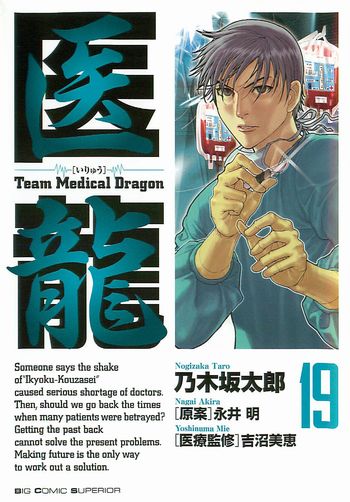 医
[いりゅう]
Team Medical Dragon
龍
Someone says the shake
of "Ikyoku-Kouzasei"
caused serious shortage of doctors.
Then, should we go back the times
when many patients were betrayed?
Getting the past back
cannot solve the present problems.
Making future is the only way
to work out a solution.
Nogizaka Taro
乃木坂太郎
Nagai Akira
[原案]永井 明
Yoshinuma Mie
[医療監修]吉沼美恵
19
BIG COMIC SUPERIOR